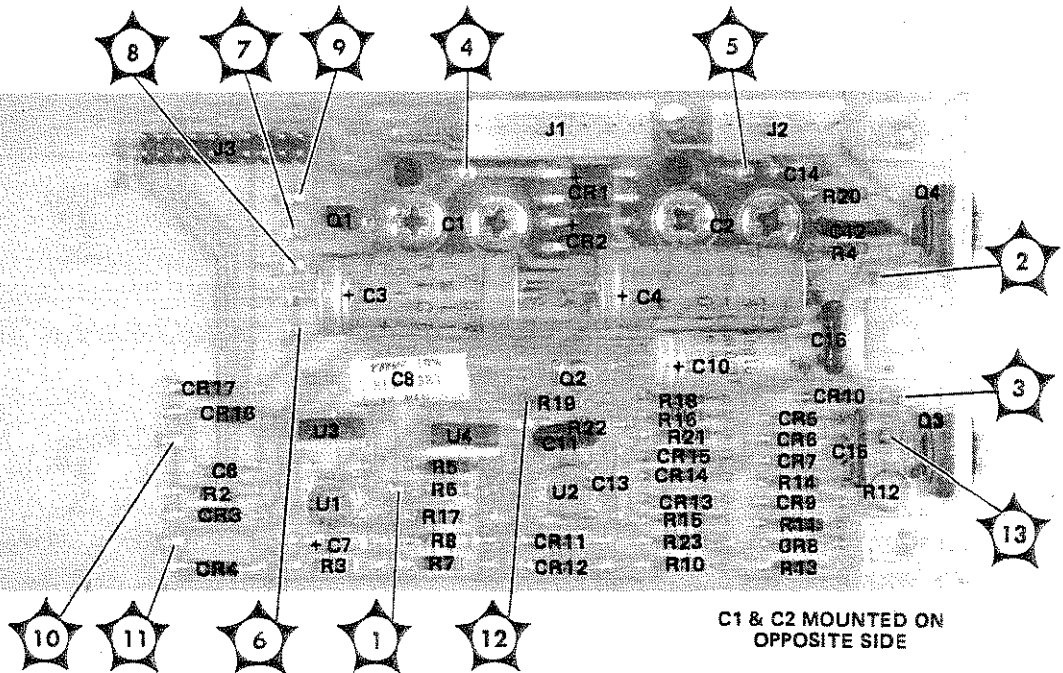 8 7 9 4 5
J1 J2
J3
C14
CR1
R20 Q4
Q1 C1 C2
C12
CR2
R4
2
+ C3 + C4
C16
C8 Q2 + C10
CR17
R19 R18 CR10 3
CR16
R16 CR5 Q3
U3 U4 R22
C11 R21 CR6
CR15 CR7 C15
C6 R5 CR14
R2 U1 R6 U2 C13 R14 R12
CR3 R17 CR13 CR9
R15 R11 13
+ C7 R8 CR11 R23 CR8
CR4 R3 R7 CR12 R10 R13
10 11 6 1 12
C1 & C2 MOUNTED ON
OPPOSITE SIDE